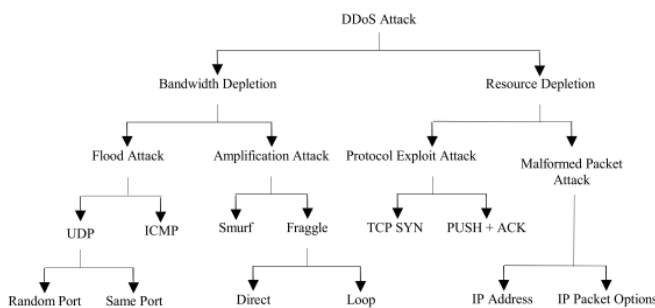 DDoS Attack
Bandwidth Depletion
Resource Depletion
Flood Attack
Amplification Attack
Protocol Exploit Attack
Malformed Packet
Attack
UDP
ICMP
Smurf
Fraggle
TCP SYN
PUSH + ACK
Random Port
Same Port
Direct
Loop
IP Address
IP Packet Options